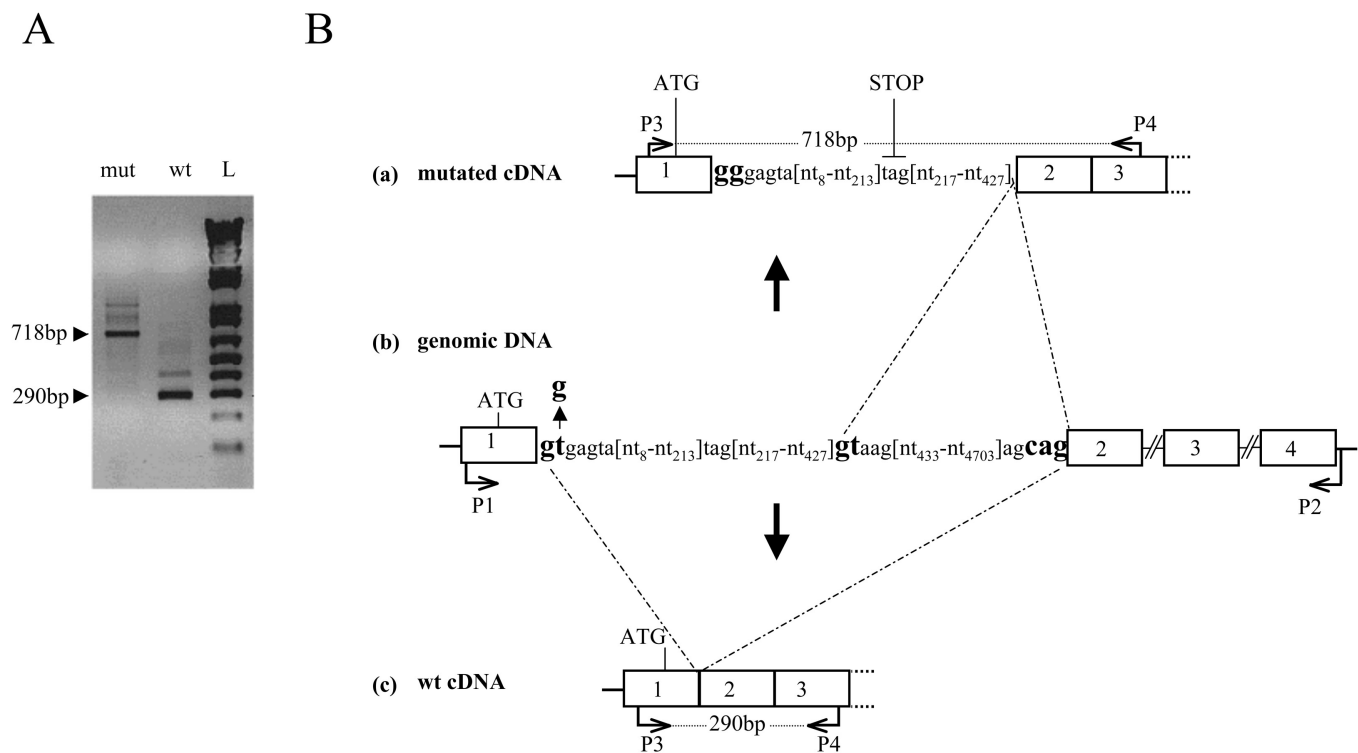 A
B
mut wt L
718bp
290bp
ATG STOP
P3 718bp P4
(a) mutated cDNA 1 gggagta[nt8-nt213]tag[nt217-nt427] 2 3
(b) genomic DNA
g
ATG
1 gtgagta[nt8-nt213]tag[nt217-nt427]gtaag[nt433-nt4703]agcag 2 3 4
P1 P2
ATG
(c) wt cDNA 1 2 3
P3 290bp P4